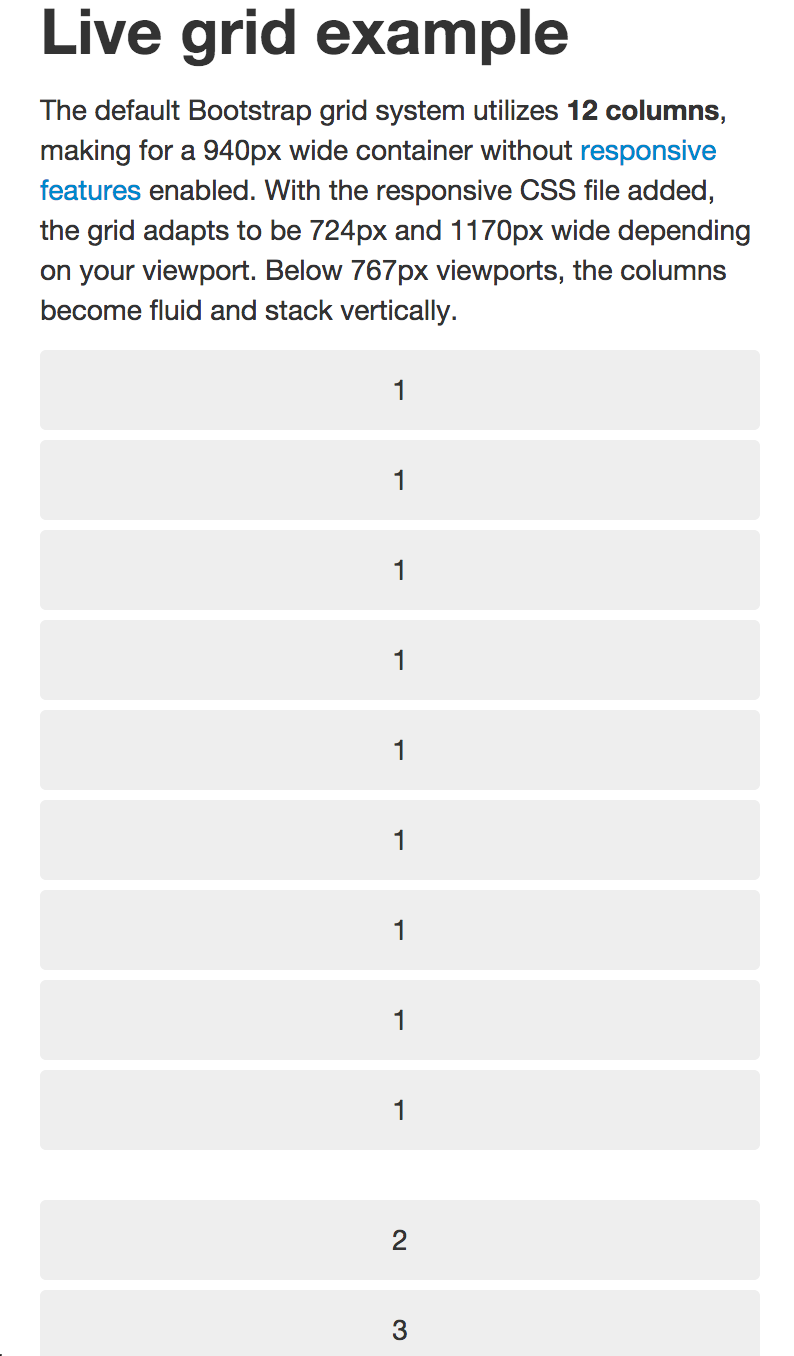 Live grid example
The default Bootstrap grid system utilizes 12 columns,
making for a 940px wide container without responsive
features enabled. With the responsive CSS file added,
the grid adapts to be 724px and 1170px wide depending
on your viewport. Below 767px viewports, the columns
become fluid and stack vertically.
1
1
1
1
1
1
1
1
1
2
3